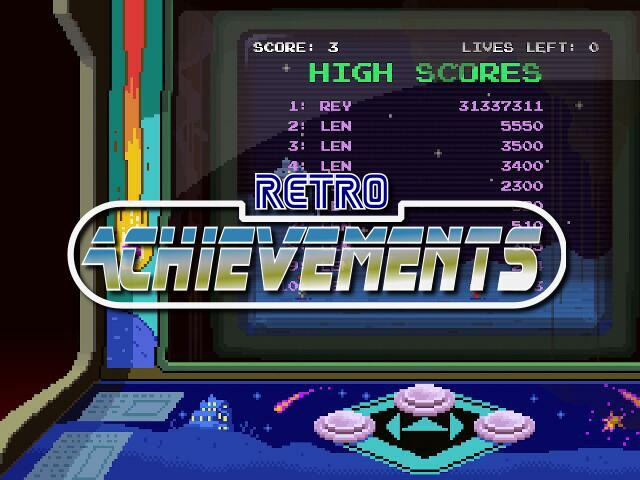 SCORE: 3 LIVES LEFT: 0
HIGH SCORES
1: REY 31337311
2: LEN 5550
3: LEN 3500
4: LEN 3400
2300
RETRO
ACHIEVEMENTS